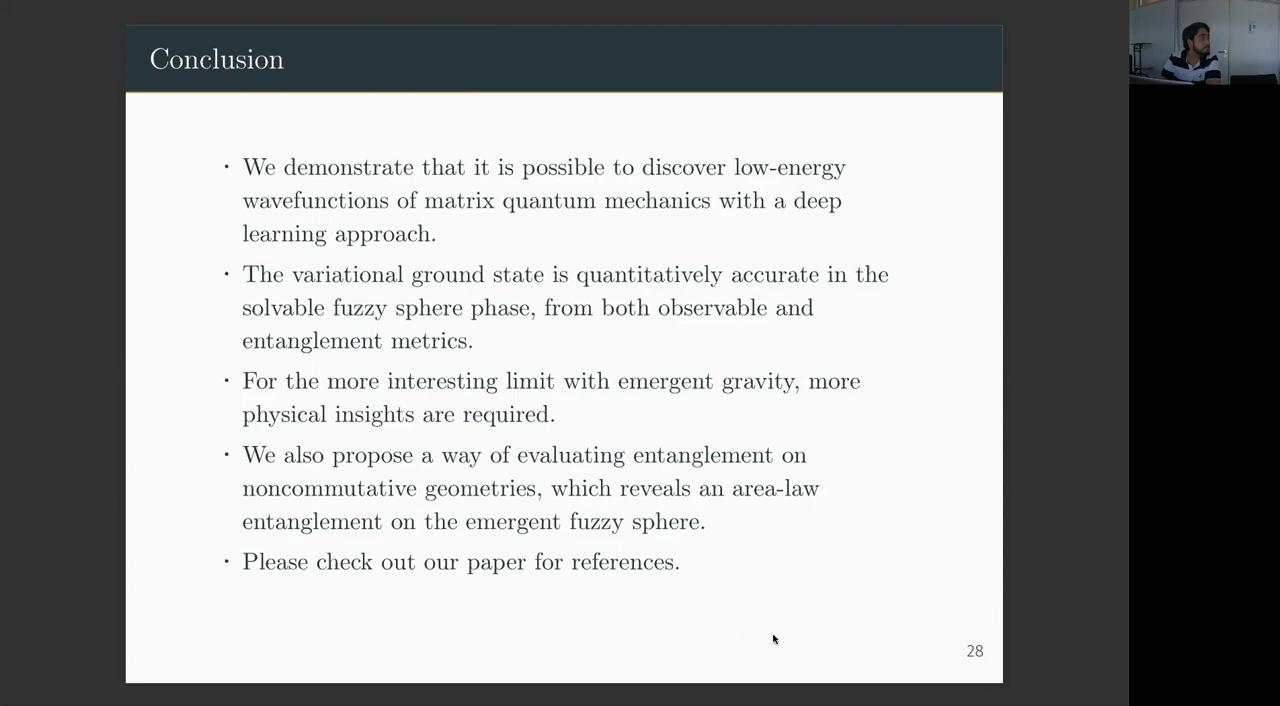 Conclusion
· We demonstrate that it is possible to discover low-energy
wavefunctions of matrix quantum mechanics with a deep
learning approach.
· The variational ground state is quantitatively accurate in the
solvable fuzzy sphere phase, from both observable and
entanglement metrics.
· For the more interesting limit with emergent gravity, more
physical insights are required.
· We also propose a way of evaluating entanglement on
noncommutative geometries, which reveals an area-law
entanglement on the emergent fuzzy sphere.
· Please check out our paper for references.
28